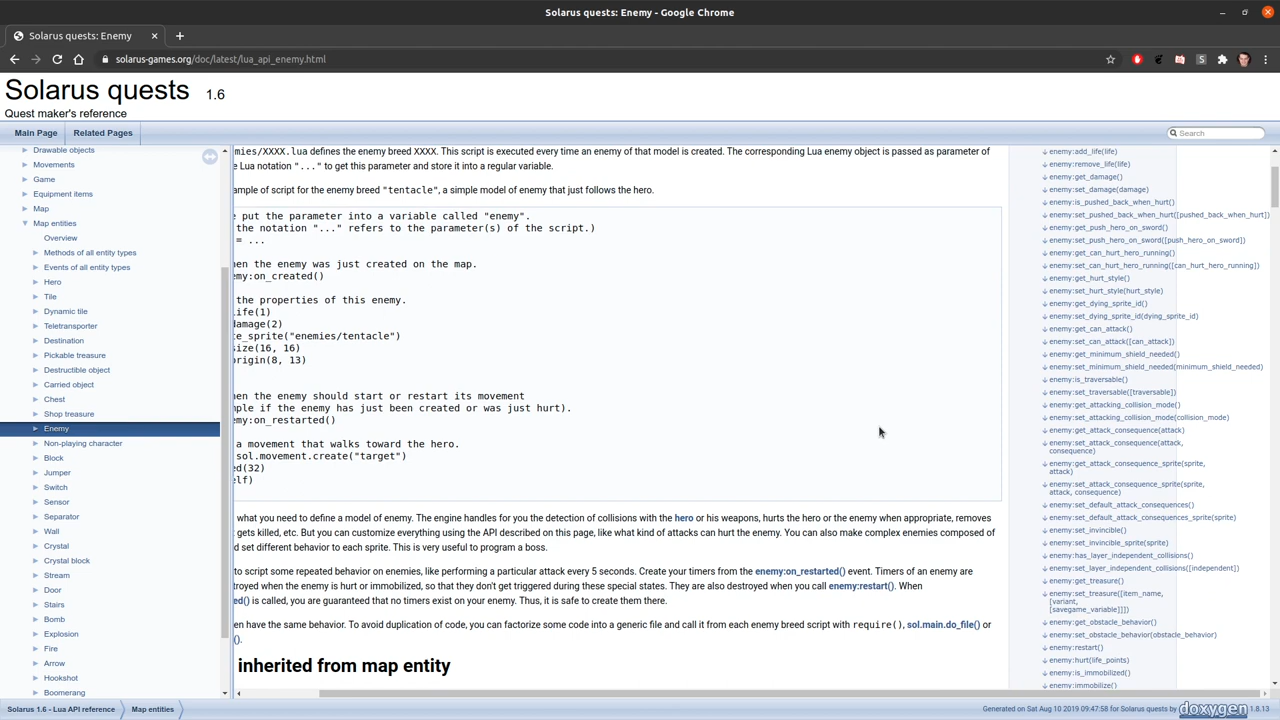 Solarus quests: Enemy - Google Chrome
Solarus quests: Enemy
solarus-games.org/doc/latest/lua_api_enemy.html
Solarus quests 1.6
Quest maker's reference
Main Page
Related Pages
Search
Drawable objects
Movements
Game
Equipment items
Map
Map entities
Overview
Methods of all entity types
Events of all entity types
Hero
Tile
Dynamic tile
Teletransporter
Destination
Pickable treasure
Destructible object
Carried object
Chest
Shop treasure
Enemy
Non-playing character
Block
Jumper
Switch
Sensor
Separator
Wall
Crystal
Crystal block
Stream
Door
Stairs
Bomb
Explosion
Fire
Arrow
Hookshot
Boomerang
mies/XXXX.lua defines the enemy breed XXXX. This script is executed every time an enemy of that model is created. The corresponding Lua enemy object is passed as parameter of
e Lua notation "..." to get this parameter and store it into a regular variable.
ample of script for the enemy breed "tentacle", a simple model of enemy that just follows the hero.
e put the parameter into a variable called "enemy".
the notation "..." refers to the parameter(s) of the script.)
= ...
hen the enemy was just created on the map.
emy:on_created()
the properties of this enemy.
life(1)
damage(2)
te_sprite("enemies/tentacle")
size(16, 16)
origin(8, 13)
hen the enemy should start or restart its movement
mple if the enemy has just been created or was just hurt).
emy:on_restarted()
a movement that walks toward the hero.
sol.movement.create("target")
ed(32)
elf)
what you need to define a model of enemy. The engine handles for you the detection of collisions with the hero or his weapons, hurts the hero or the enemy when appropriate, removes
gets killed, etc. But you can customize everything using the API described on this page, like what kind of attacks can hurt the enemy. You can also make complex enemies composed of
d set different behavior to each sprite. This is very useful to program a boss.
to script some repeated behavior on enemies, like performing a particular attack every 5 seconds. Create your timers from the enemy:on_restarted() event. Timers of an enemy are
troyed when the enemy is hurt or immobilized, so that they don't get triggered during these special states. They are also destroyed when you call enemy:restart(). When
ed() is called, you are guaranteed that no timers exist on your enemy. Thus, it is safe to create them there.
en have the same behavior. To avoid duplication of code, you can factorize some code into a generic file and call it from each enemy breed script with require(), sol.main.do_file() or
().
inherited from map entity
enemy:add_life(life)
enemy:remove_life(life)
enemy:get_damage()
enemy:set_damage(damage)
enemy:is_pushed_back_when_hurt()
enemy:set_pushed_back_when_hurt([pushed_back_when_hurt])
enemy:get_push_hero_on_sword()
enemy:set_push_hero_on_sword([push_hero_on_sword])
enemy:get_can_hurt_hero_running()
enemy:set_can_hurt_hero_running([can_hurt_hero_running])
enemy:get_hurt_style()
enemy:set_hurt_style(hurt_style)
enemy:get_dying_sprite_id()
enemy:set_dying_sprite_id(dying_sprite_id)
enemy:get_can_attack()
enemy:set_can_attack([can_attack])
enemy:get_minimum_shield_needed()
enemy:set_minimum_shield_needed(minimum_shield_needed)
enemy:is_traversable()
enemy:set_traversable([traversable])
enemy:get_attacking_collision_mode()
enemy:set_attacking_collision_mode(collision_mode)
enemy:get_attack_consequence(attack)
enemy:set_attack_consequence(attack,
consequence)
enemy:get_attack_consequence_sprite(sprite,
attack)
enemy:set_attack_consequence_sprite(sprite,
attack, consequence)
enemy:set_default_attack_consequences()
enemy:set_default_attack_consequences_sprite(sprite)
enemy:set_invincible()
enemy:set_invincible_sprite(sprite)
enemy:has_layer_independent_collisions()
enemy:set_layer_independent_collisions([independent])
enemy:get_treasure()
enemy:set_treasure([item_name,
[variant,
[savegame_variable]]])
enemy:get_obstacle_behavior()
enemy:set_obstacle_behavior(obstacle_behavior)
enemy:restart()
enemy:hurt(life_points)
enemy:is_immobilized()
enemy:immobilize()
Solarus 1.6 - Lua API reference
Map entities
Generated on Sat Aug 10 2019 09:47:58 for Solarus quests by doxygen 1.8.13